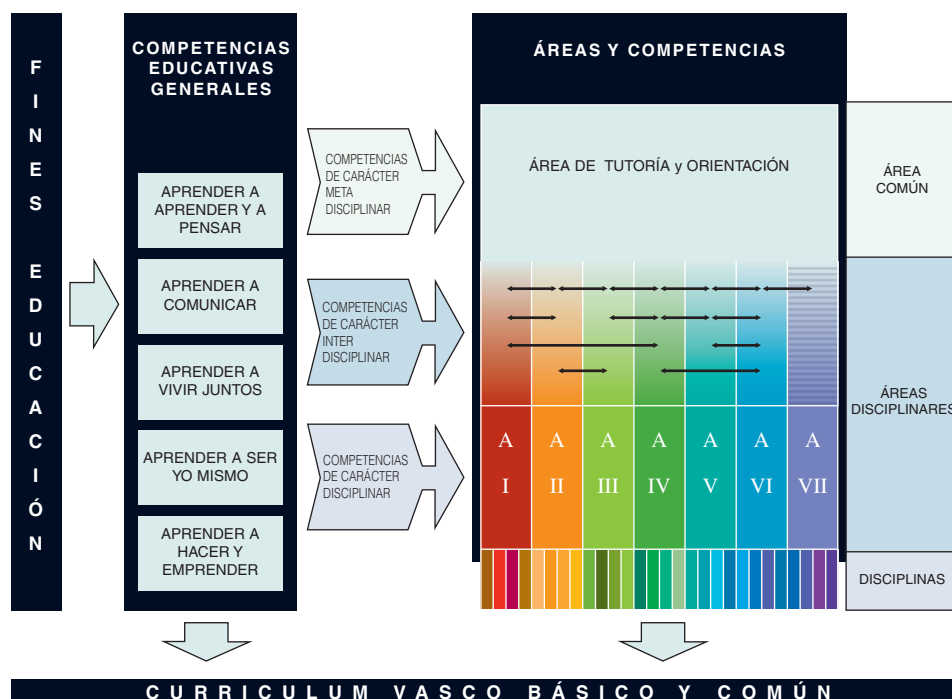 FINES EDUCACIÓN
COMPETENCIAS
EDUCATIVAS
GENERALES
APRENDER A
APRENDER Y A
PENSAR
APRENDER A
COMUNICAR
APRENDER A
VIVIR JUNTOS
APRENDER A SER
YO MISMO
APRENDER A
HACER Y
EMPRENDER
COMPETENCIAS
DE CARÁCTER
META
DISCIPLINAR
COMPETENCIAS
DE CARÁCTER
INTER
DISCIPLINAR
COMPETENCIAS
DE CARÁCTER
DISCIPLINAR
ÁREAS Y COMPETENCIAS
ÁREA DE TUTORÍA y ORIENTACIÓN
A A A A A A A
I II III IV V VI VII
ÁREA
COMÚN
ÁREAS
DISCIPLINARES
DISCIPLINAS
CURRICULUM VASCO BÁSICO Y COMÚN